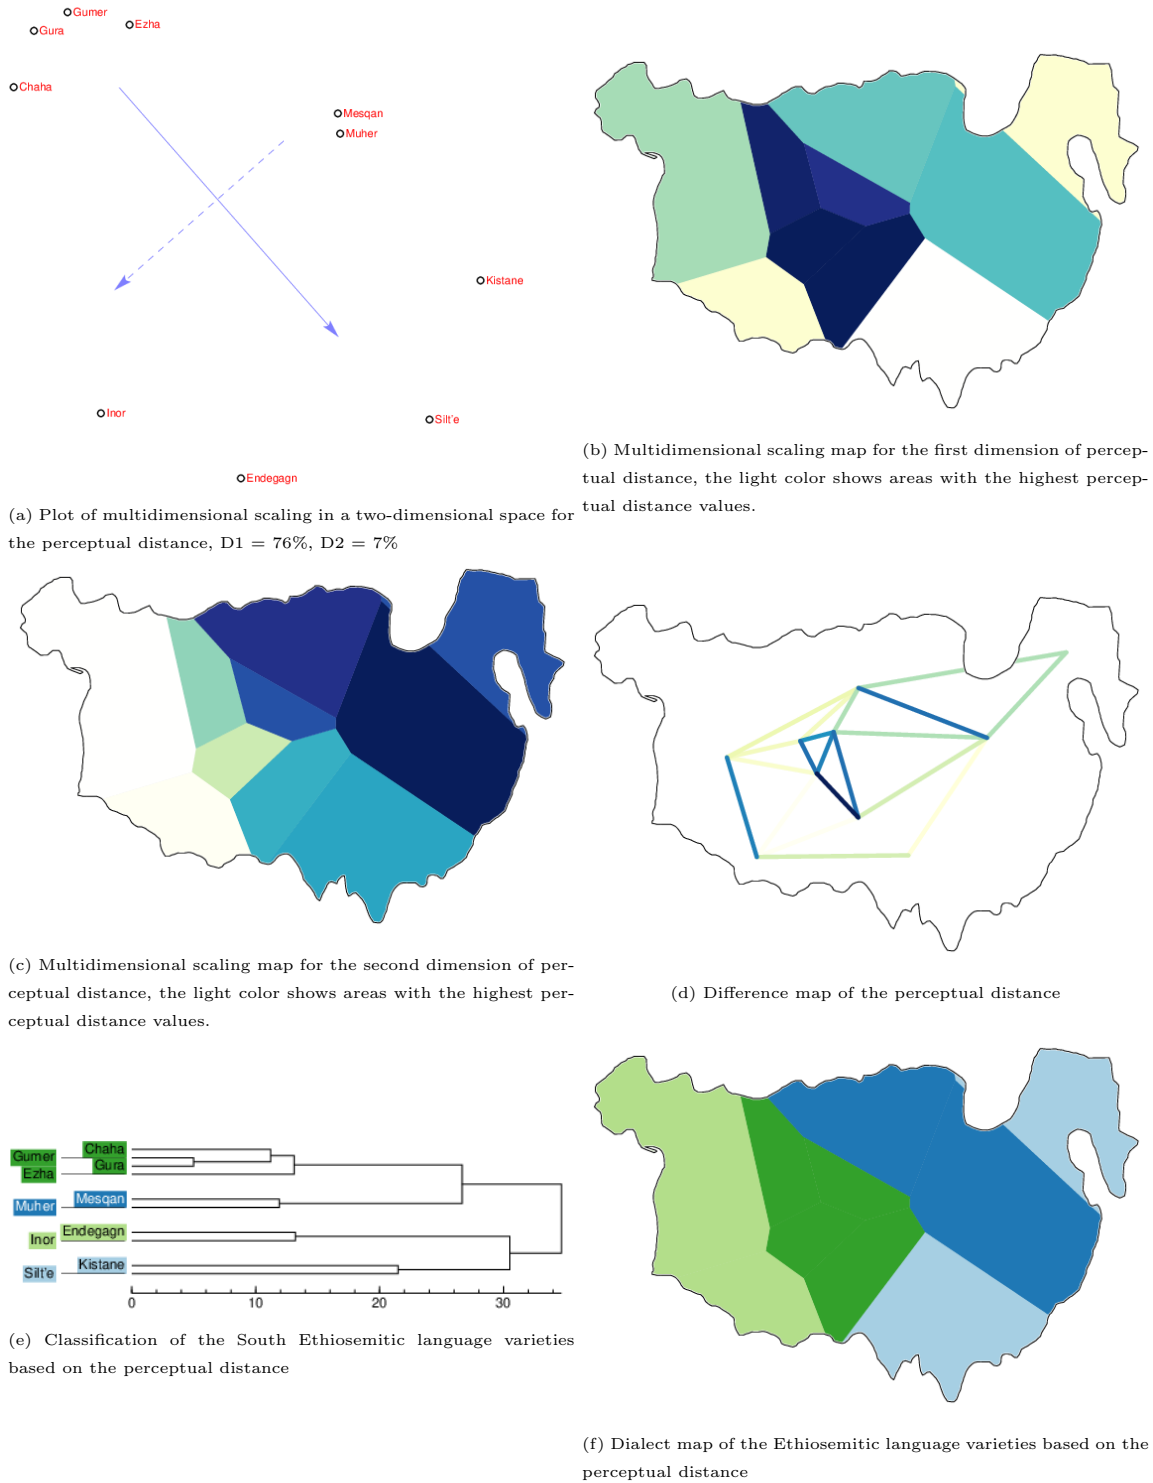 Gumer
Ezha
Gura
Chaha
Mesqan
Muher
Kistane
Inor
Silt'e
Endegagn
(a) Plot of multidimensional scaling in a two-dimensional space for
the perceptual distance, D1 = 76%, D2 = 7%
(b) Multidimensional scaling map for the first dimension of percep-
tual distance, the light color shows areas with the highest percep-
tual distance values.
(c) Multidimensional scaling map for the second dimension of per-
ceptual distance, the light color shows areas with the highest per-
ceptual distance values.
(d) Difference map of the perceptual distance
Chaha
Gumer
Gura
Ezha
Mesqan
Muher
Endegagn
Inor
Kistane
Silt'e
0 10 20 30
(e) Classification of the South Ethiosemitic language varieties
based on the perceptual distance
(f) Dialect map of the Ethiosemitic language varieties based on the
perceptual distance